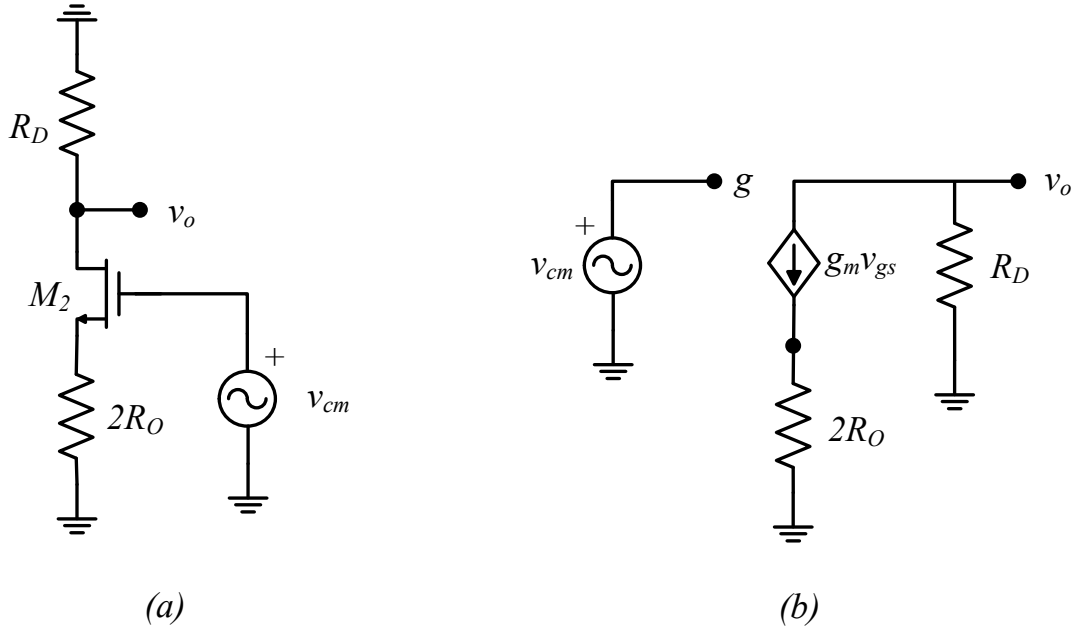 R_D
v_o
M_2
+
2R_O
v_cm
(a)
g
v_o
+
v_cm
g_m v_gs
R_D
2R_O
(b)